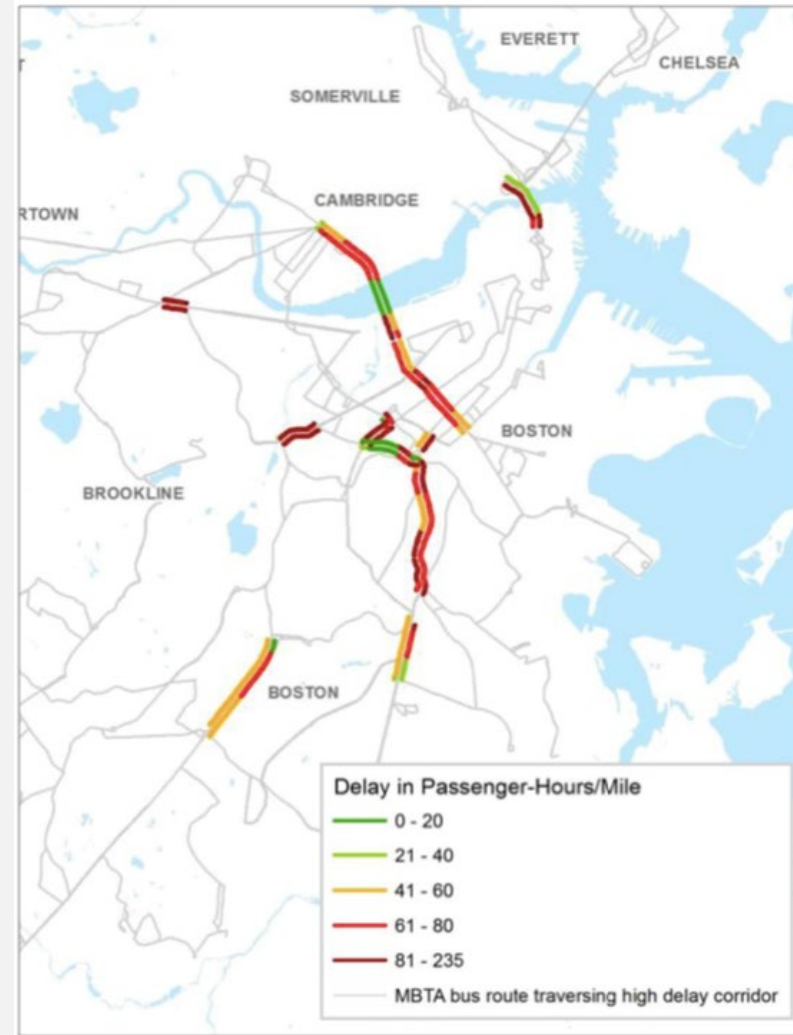 EVERETT
CHELSEA
SOMERVILLE
CAMBRIDGE
RTOWN
BOSTON
BROOKLINE
BOSTON
Delay in Passenger-Hours/Mile
0 - 20
21 - 40
41 - 60
61 - 80
81 - 235
MBTA bus route traversing high delay corridor